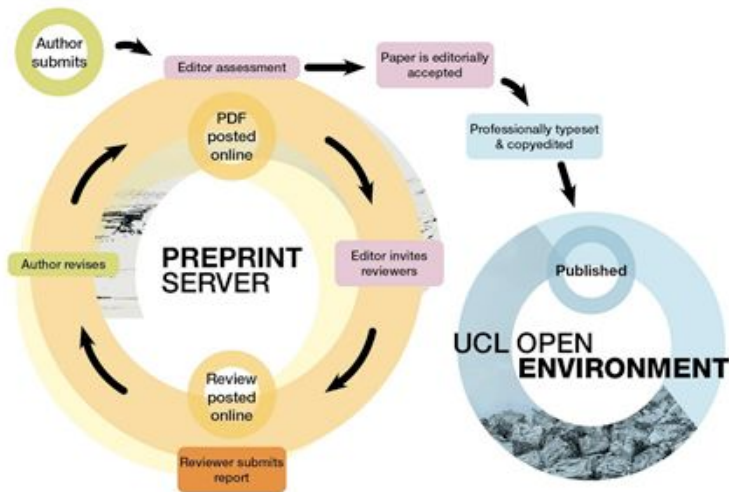 Author
submits
Editor assessment
Paper is editorially
accepted
PDF
posted
online
Professionally typeset
& copyedited
Author revises
PREPRINT
SERVER
Editor invites
reviewers
Published
UCL OPEN
ENVIRONMENT
Review
posted
online
Reviewer submits
report